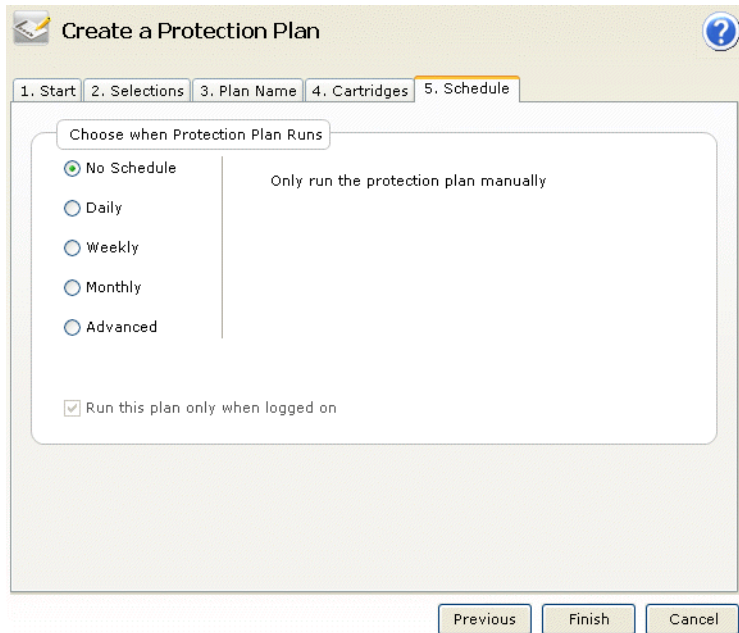 Create a Protection Plan
?
1. Start 2. Selections 3. Plan Name 4. Cartridges 5. Schedule
Choose when Protection Plan Runs
No Schedule
Only run the protection plan manually
Daily
Weekly
Monthly
Advanced
Run this plan only when logged on
Previous Finish Cancel